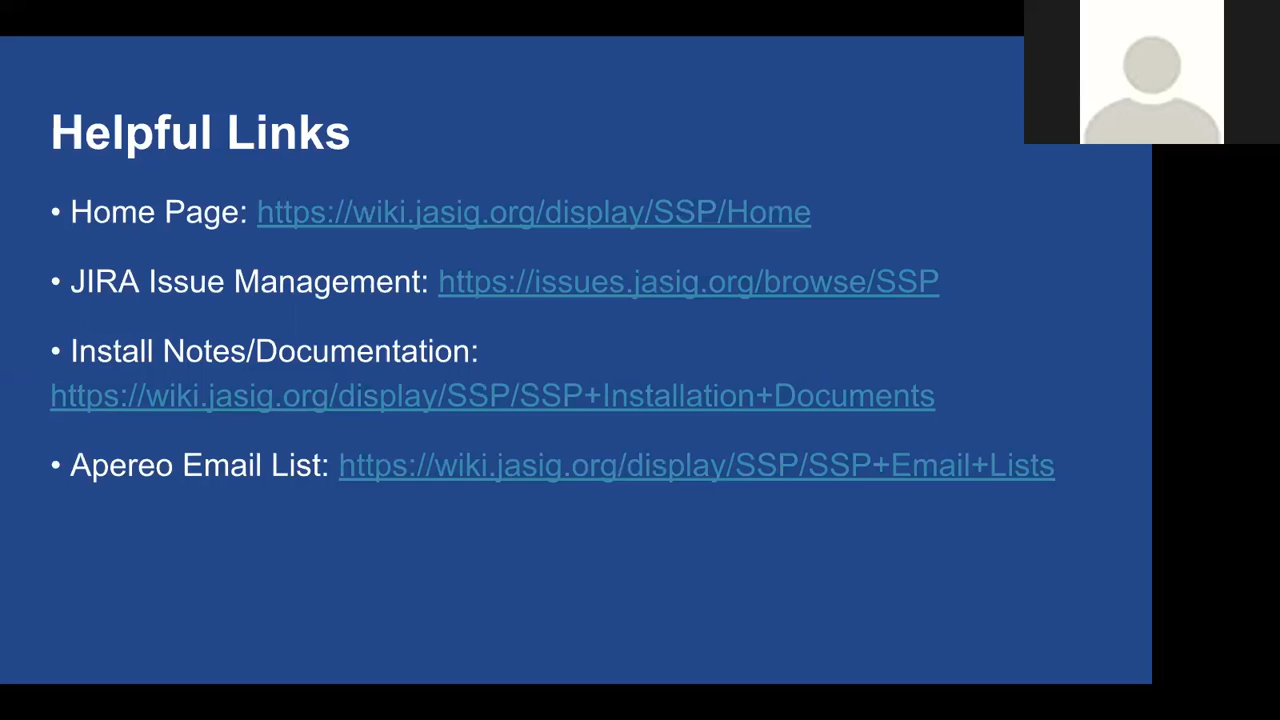 Helpful Links
• Home Page: https://wiki.jasig.org/display/SSP/Home
• JIRA Issue Management: https://issues.jasig.org/browse/SSP
• Install Notes/Documentation:
https://wiki.jasig.org/display/SSP/SSP+Installation+Documents
• Apereo Email List: https://wiki.jasig.org/display/SSP/SSP+Email+Lists